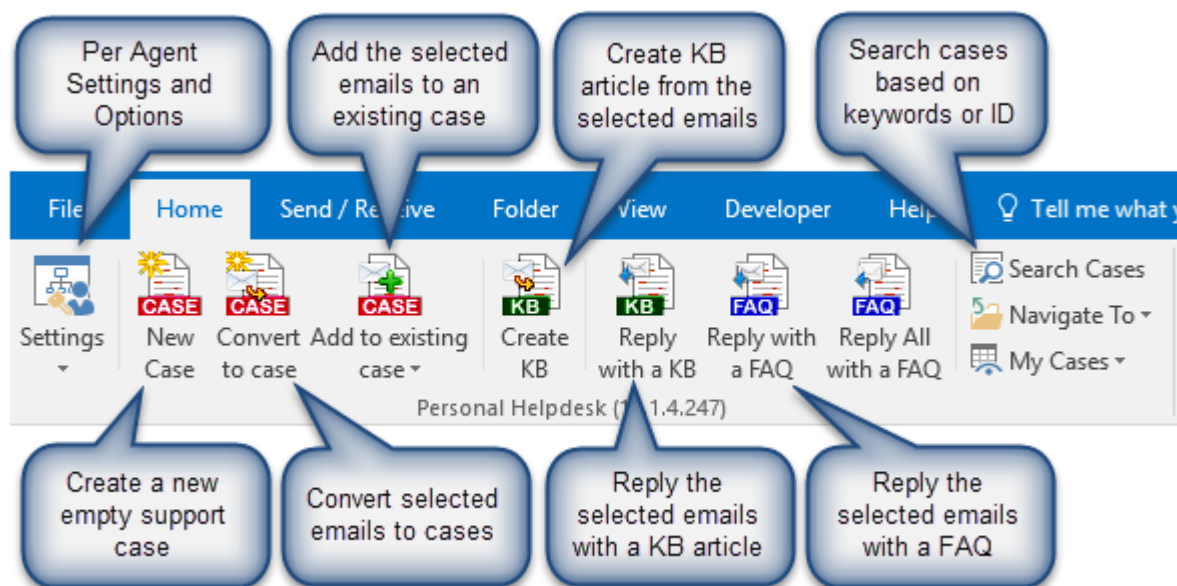 Per Agent
Settings and
Options
Add the selected
emails to an
existing case
Create KB
article from the
selected emails
Search cases
based on
keywords or ID
File Home Send / Receive Folder View Developer Help Tell me what
Settings
CASE
New
Case
CASE
Convert
to case
CASE
Add to existing
case
KB
Create
KB
KB
Reply
with a KB
FAQ
Reply with
a FAQ
FAQ
Reply All
with a FAQ
Search Cases
Navigate To
My Cases
Personal Helpdesk 1.4.247)
Create a new
empty support
case
Convert selected
emails to cases
Reply the
selected emails
with a KB article
Reply the
selected emails
with a FAQ